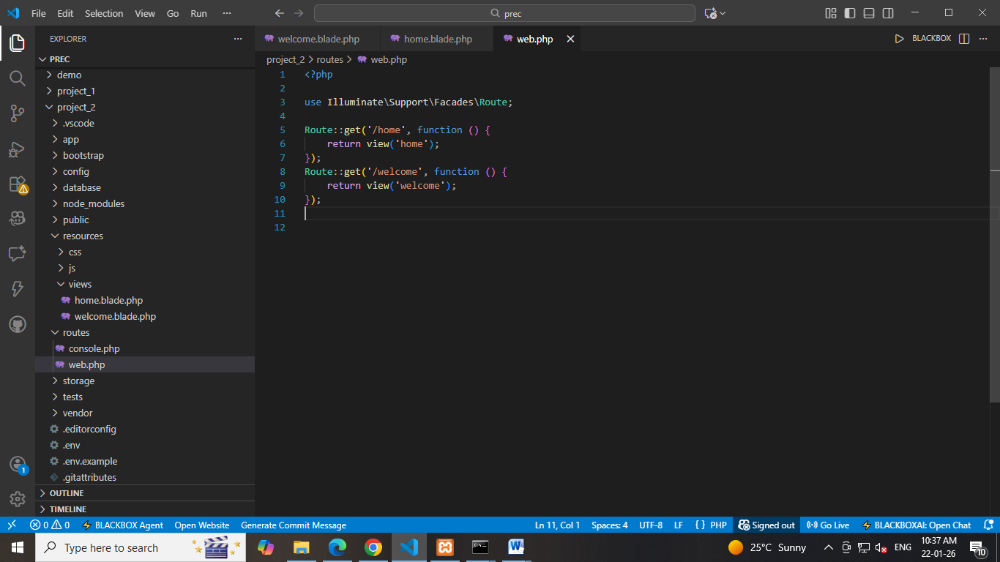 File Edit Selection View Go Run ···
prec
EXPLORER ···
PREC
demo
project_1
project_2
.vscode
app
bootstrap
config
database
node_modules
public
resources
css
js
views
home.blade.php
welcome.blade.php
routes
console.php
web.php
storage
tests
vendor
.editorconfig
.env
.env.example
.gitattributes
OUTLINE
TIMELINE
1
welcome.blade.php home.blade.php web.php
BLACKBOX ···
project_2 > routes > web.php
1 <?php
2
3 use Illuminate\Support\Facades\Route;
4
5 Route::get('/home', function () {
6     return view('home');
7 });
8 Route::get('/welcome', function () {
9     return view('welcome');
10 });
11
12
0 0 BLACKBOX Agent Open Website Generate Commit Message Ln 11, Col 1 Spaces: 4 UTF-8 LF { } PHP Signed out Go Live BLACKBOXAI: Open Chat
Type here to search
25°C Sunny
ENG
10:37 AM
22-01-26
10